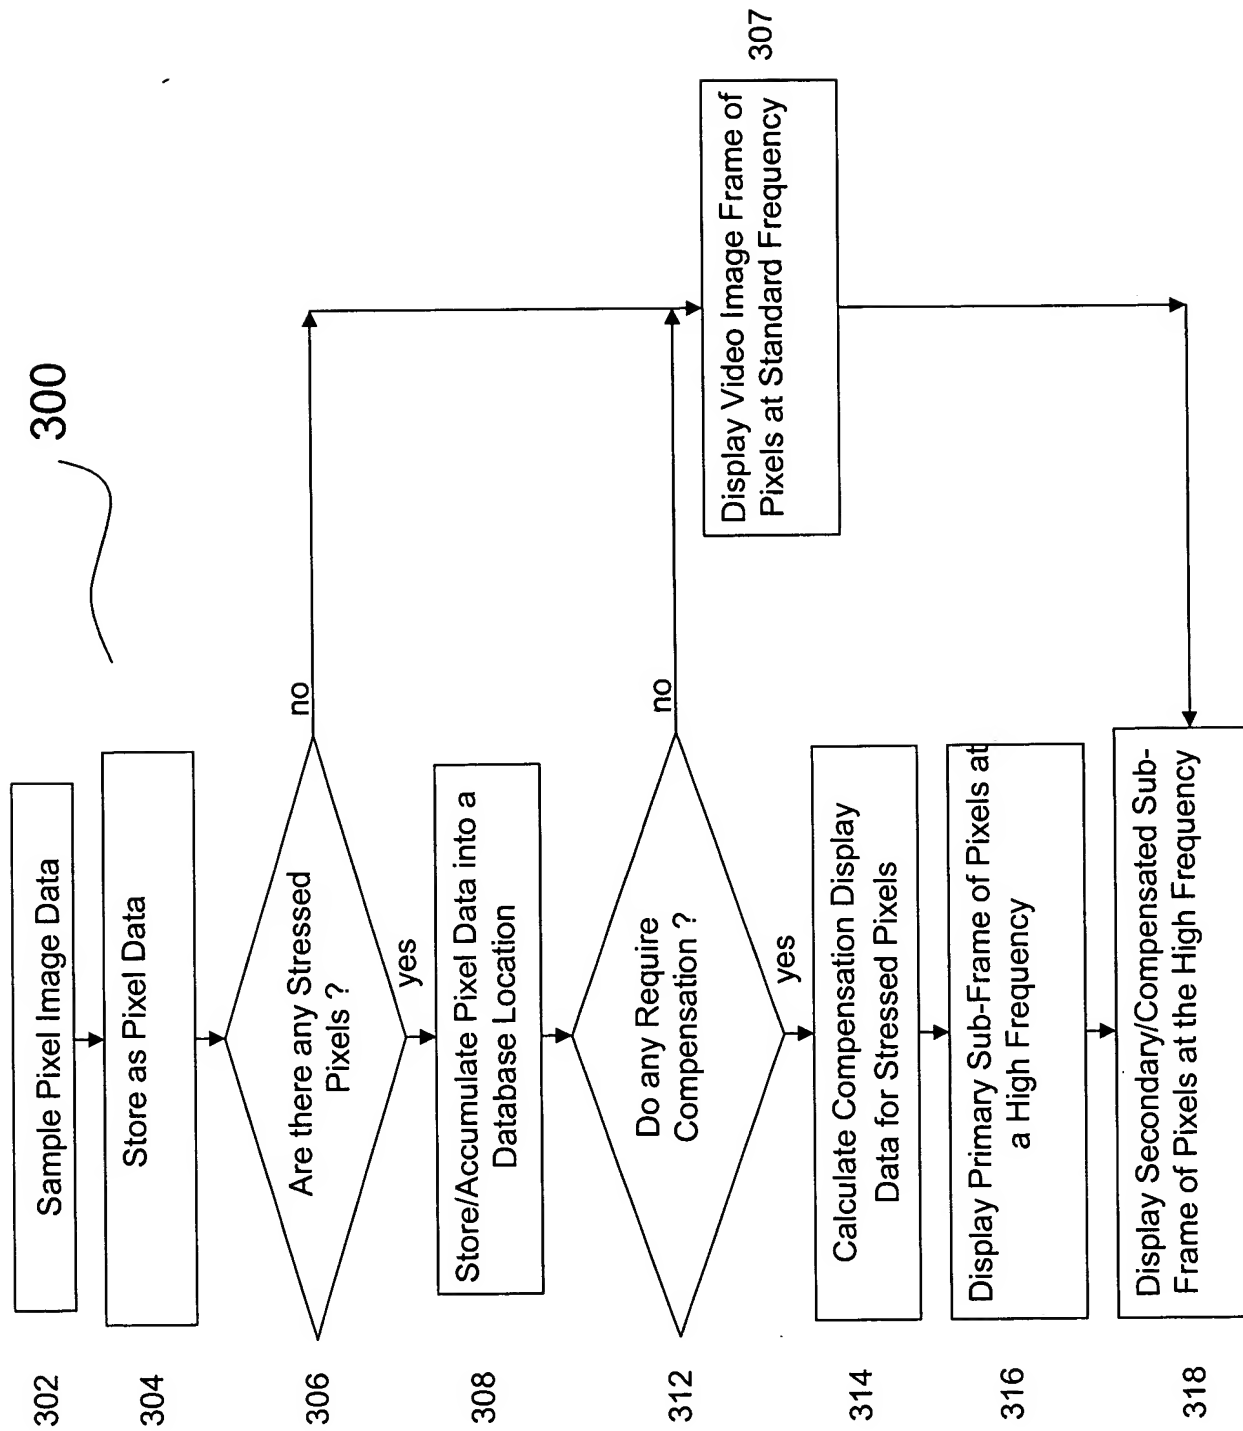 300
302
Sample Pixel Image Data
304
Store as Pixel Data
306
Are there any Stressed
Pixels ?
no
yes
308
Store/Accumulate Pixel Data into a
Database Location
312
Do any Require
Compensation ?
no
yes
307
Display Video Image Frame of
Pixels at Standard Frequency
314
Calculate Compensation Display
Data for Stressed Pixels
316
Display Primary Sub-Frame of Pixels at
a High Frequency
318
Display Secondary/Compensated Sub-
Frame of Pixels at the High Frequency